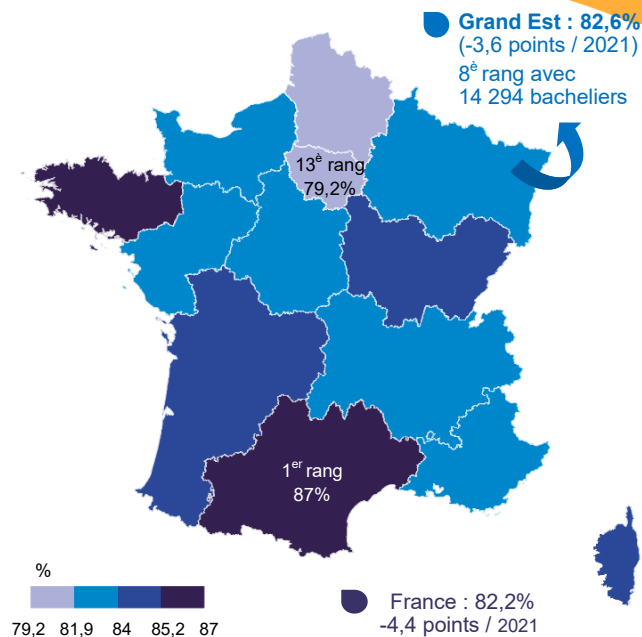 Grand Est : 82,6%
(-3,6 points / 2021)
8è rang avec
14 294 bacheliers
13è rang
79,2%
1er rang
87%
%
79,2 81,9 84 85,2 87
France : 82,2%
-4,4 points / 2021